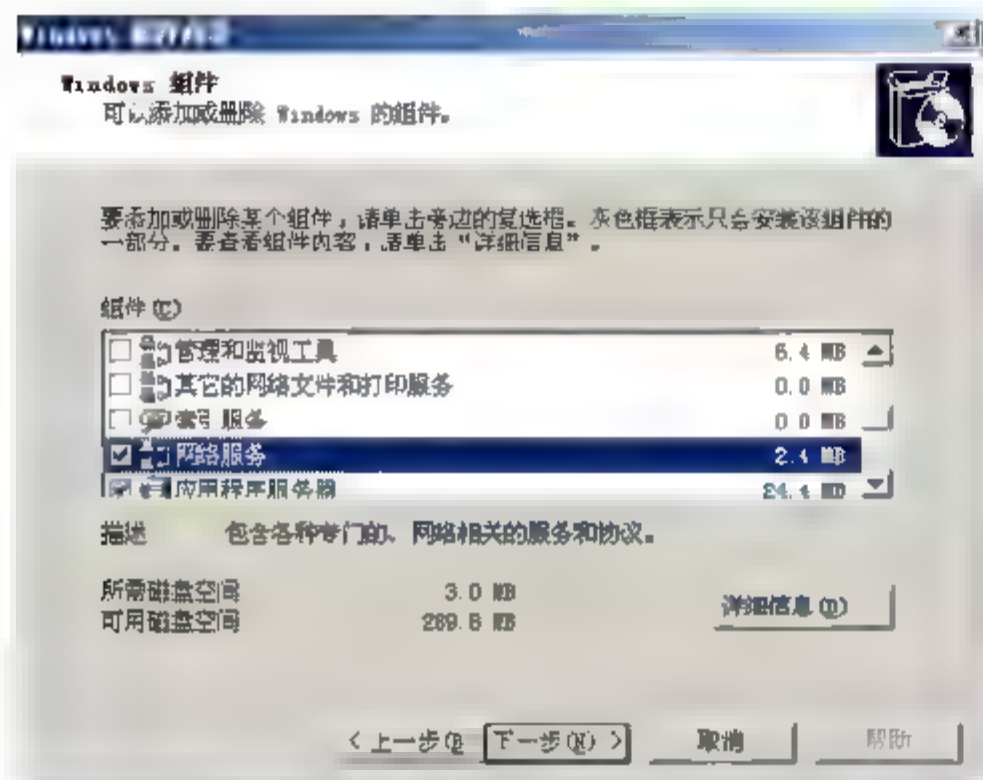 Windows 组件
可以添加或删除 Windows 的组件。
要添加或删除某个组件，请单击旁边的复选框。灰色框表示只会安装该组件的
一部分。要查看组件内容，请单击“详细信息”。
组件(C)
管理和监视工具 6.4 MB
其它的网络文件和打印服务 0.0 MB
索引服务 0.0 MB
网络服务 2.4 MB
应用程序服务器 24.4 MB
描述 包含各种专门的、网络相关的服务和协议。
所需磁盘空间 3.0 MB
可用磁盘空间 289.8 MB
详细信息(D)
< 上一步(B
下一步(N) >
取消
帮助